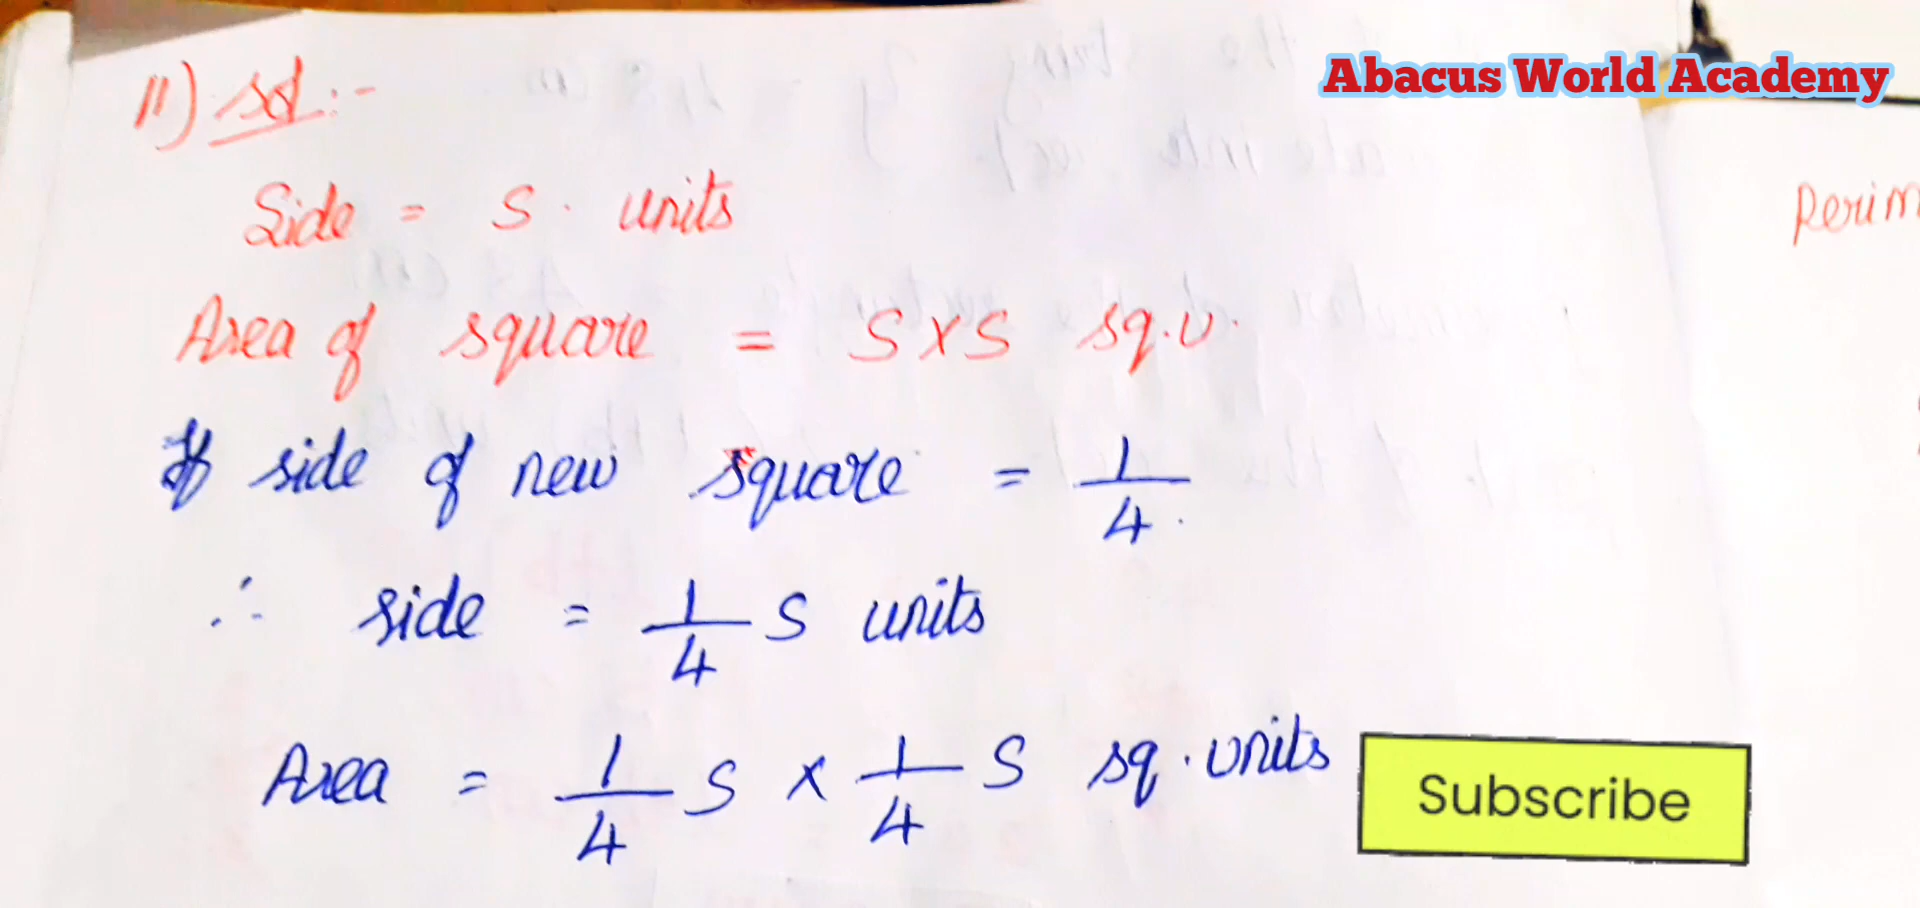 Abacus World Academy
11) sol :-
Side = S. units
Perim
Area of square = S x S sq.u.
If side of new square = 1/4.
∴ side = 1/4 S units
Area = 1/4 S x 1/4 S sq.units
Subscribe